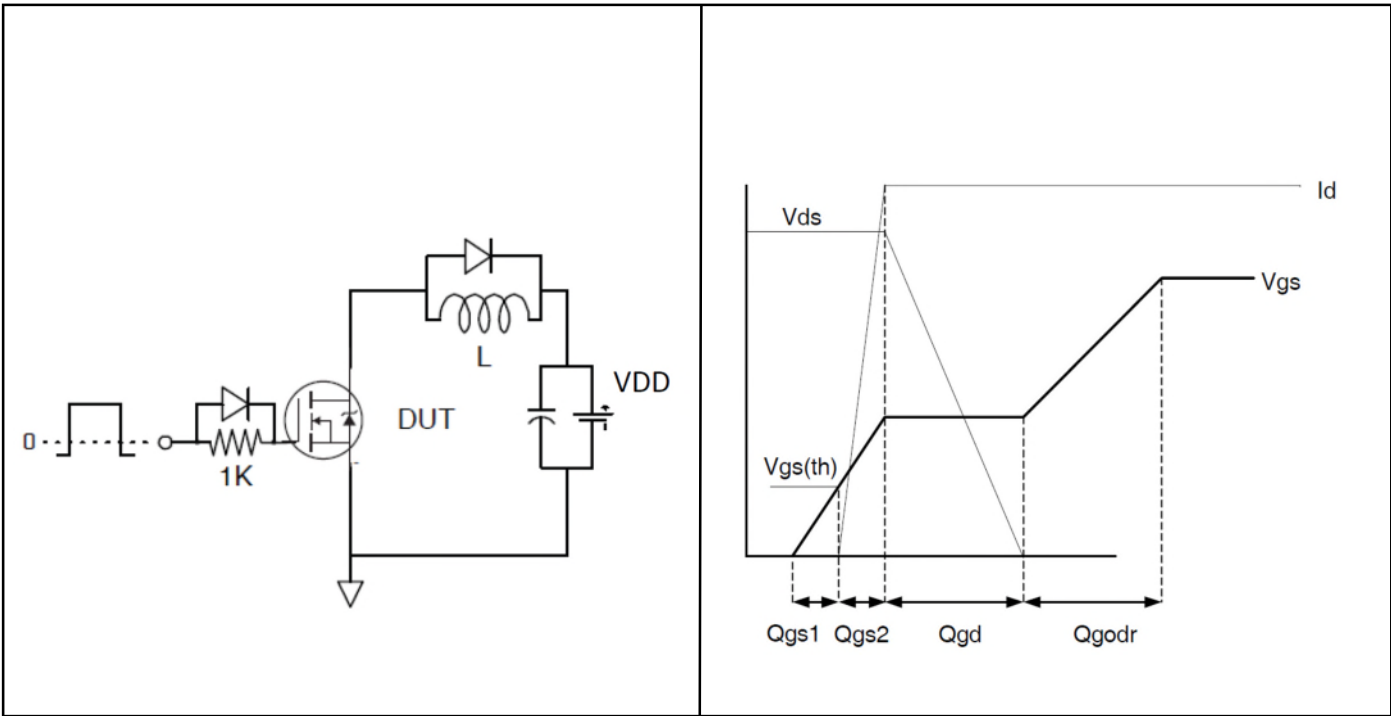 L
VDD
DUT
0
1K
Id
Vds
Vgs
Vgs(th)
Qgs1 Qgs2 Qgd Qgodr